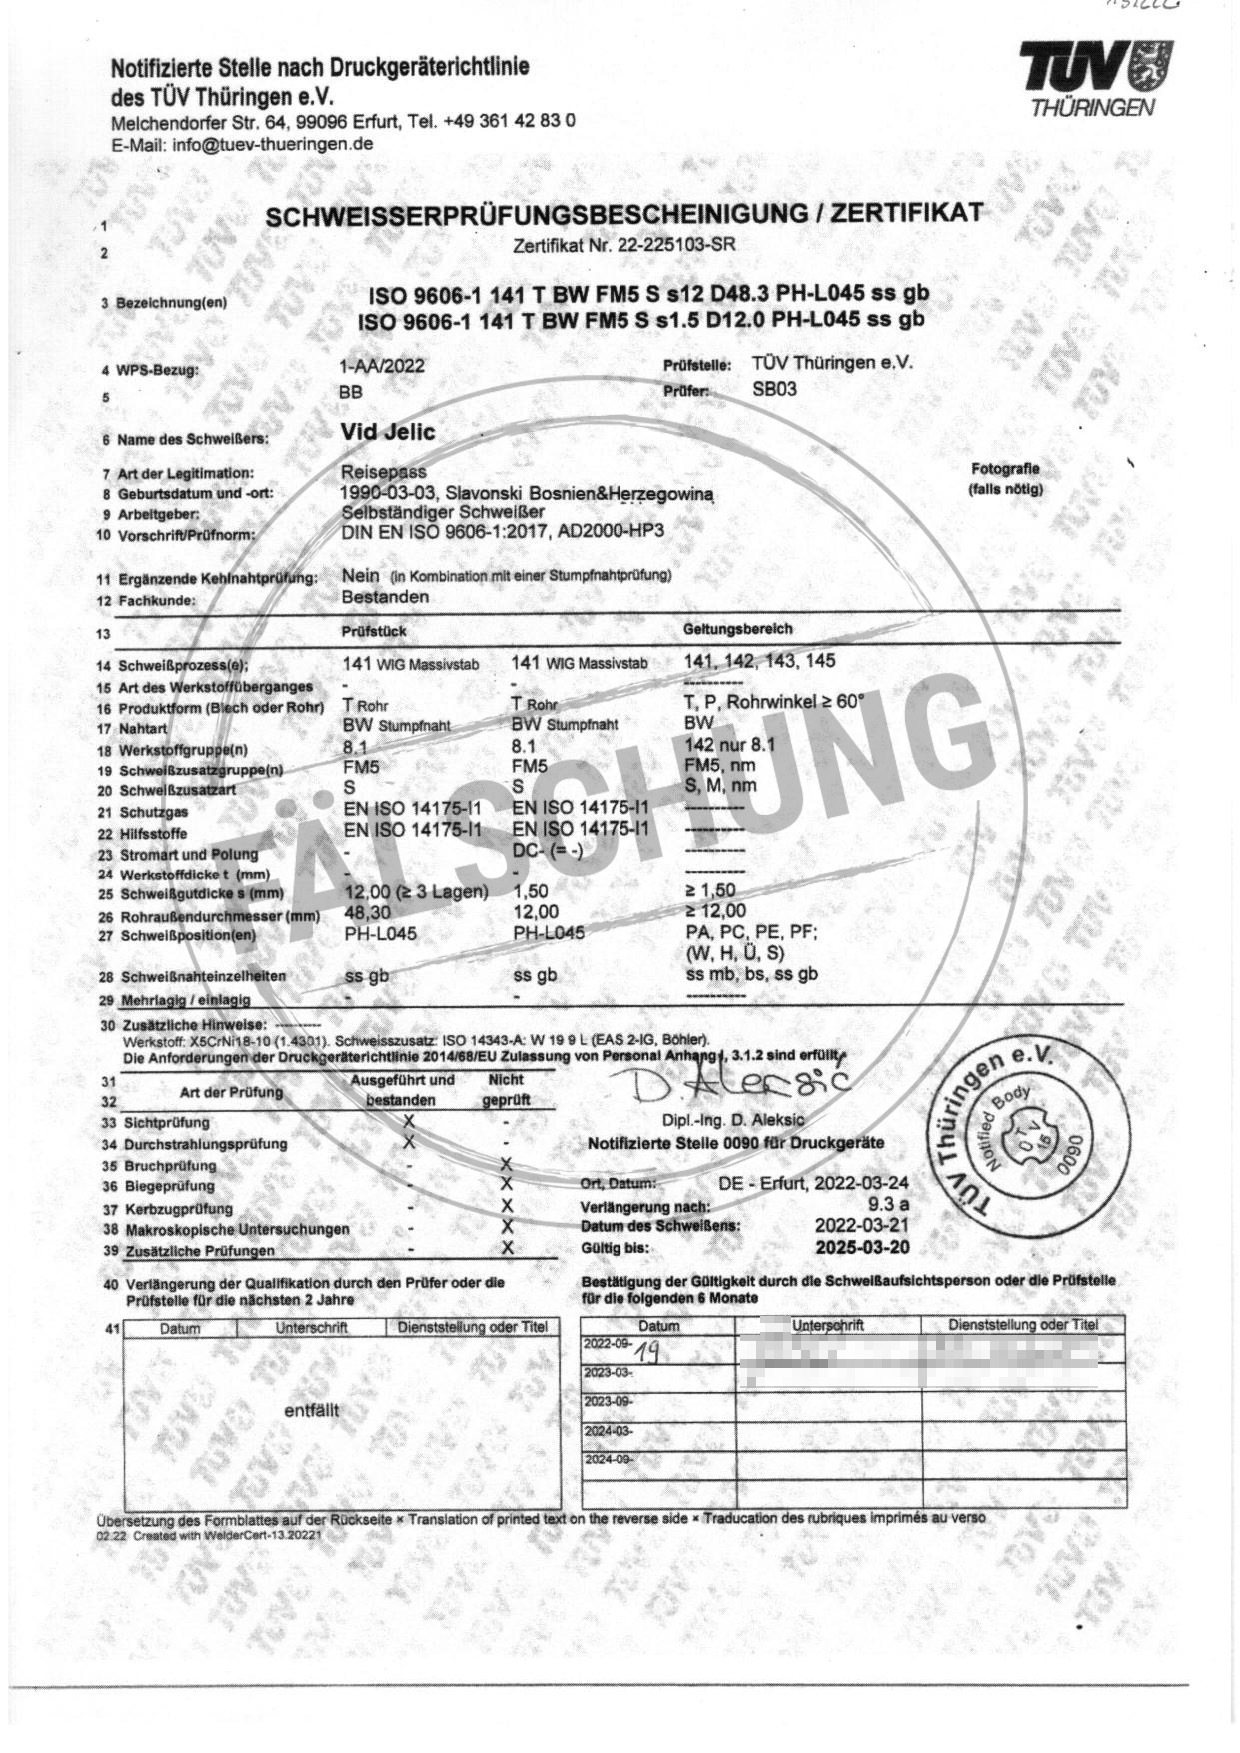 Notifizierte Stelle nach Druckgeräterichtlinie
des TÜV Thüringen e.V.
Melchendorfer Str. 64, 99096 Erfurt, Tel. +49 361 42 83 0
E-Mail: info@tuev-thueringen.de
TÜV
THÜRINGEN
1 SCHWEISSERPRÜFUNGSBESCHEINIGUNG / ZERTIFIKAT
2 Zertifikat Nr. 22-225103-SR
3 Bezeichnung(en) ISO 9606-1 141 T BW FM5 S s12 D48.3 PH-L045 ss gb
ISO 9606-1 141 T BW FM5 S s1.5 D12.0 PH-L045 ss gb
4 WPS-Bezug: 1-AA/2022 Prüfstelle: TÜV Thüringen e.V.
5 BB Prüfer: SB03
6 Name des Schweißers: Vid Jelic
7 Art der Legitimation: Reisepass Fotografie
8 Geburtsdatum und -ort: 1990-03-03, Slavonski Bosnien&Herzegowina (falls nötig)
9 Arbeitgeber: Selbständiger Schweißer
10 Vorschrift/Prüfnorm: DIN EN ISO 9606-1:2017, AD2000-HP3
11 Ergänzende Kehlnahtprüfung: Nein (in Kombination mit einer Stumpfnahtprüfung)
12 Fachkunde: Bestanden
13 Prüfstück Geltungsbereich
14 Schweißprozess(e): 141 WIG Massivstab 141 WIG Massivstab 141, 142, 143, 145
15 Art des Werkstoffüberganges - - ----------
16 Produktform (Blech oder Rohr) T Rohr T Rohr T, P, Rohrwinkel ≥ 60°
17 Nahtart BW Stumpfnaht BW Stumpfnaht BW
18 Werkstoffgruppe(n) 8.1 8.1 142 nur 8.1
19 Schweißzusatzgruppe(n) FM5 FM5 FM5, nm
20 Schweißzusatzart S S S, M, nm
21 Schutzgas EN ISO 14175-I1 EN ISO 14175-I1 ----------
22 Hilfsstoffe EN ISO 14175-I1 EN ISO 14175-I1 ----------
23 Stromart und Polung - DC- (= -) ----------
24 Werkstoffdicke t (mm) - - ----------
25 Schweißgutdicke s (mm) 12,00 (≥ 3 Lagen) 1,50 ≥ 1,50
26 Rohraußendurchmesser (mm) 48,30 12,00 ≥ 12,00
27 Schweißposition(en) PH-L045 PH-L045 PA, PC, PE, PF;
(W, H, Ü, S)
28 Schweißnahteinzelheiten ss gb ss gb ss mb, bs, ss gb
29 Mehrlagig / einlagig - - ----------
FÄLSCHUNG
30 Zusätzliche Hinweise: --------
Werkstoff: X5CrNi18-10 (1.4301). Schweisszusatz: ISO 14343-A: W 19 9 L (EAS 2-IG, Böhler).
Die Anforderungen der Druckgeräterichtlinie 2014/68/EU Zulassung von Personal Anhang I, 3.1.2 sind erfüllt
31 Art der Prüfung Ausgeführt und Nicht
32 bestanden geprüft
33 Sichtprüfung X -
34 Durchstrahlungsprüfung X -
35 Bruchprüfung - X
36 Biegeprüfung - X
37 Kerbzugprüfung - X
38 Makroskopische Untersuchungen - X
39 Zusätzliche Prüfungen - X
D. Alersic
Dipl.-Ing. D. Aleksic
Notifizierte Stelle 0090 für Druckgeräte
Ort, Datum: DE - Erfurt, 2022-03-24
Verlängerung nach: 9.3 a
Datum des Schweißens: 2022-03-21
Gültig bis: 2025-03-20
TÜV Thüringen e.V.
Notified Body 0090
40 Verlängerung der Qualifikation durch den Prüfer oder die
Prüfstelle für die nächsten 2 Jahre
Bestätigung der Gültigkeit durch die Schweißaufsichtsperson oder die Prüfstelle
für die folgenden 6 Monate
41 Datum Unterschrift Dienststellung oder Titel
entfällt
Datum Unterschrift Dienststellung oder Titel
2022-09- 19
2023-03-
2023-09-
2024-03-
2024-09-
Übersetzung des Formblattes auf der Rückseite × Translation of printed text on the reverse side × Traducation des rubriques imprimés au verso
02.22 Created with WelderCert-13.20221